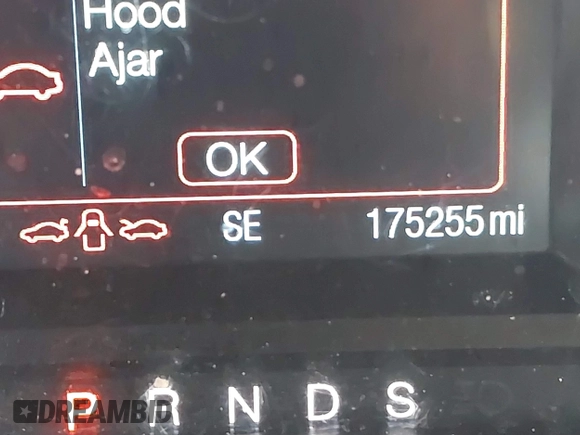 Hood
Ajar
OK
SE 175255 mi
P R N D S
DREAMBID